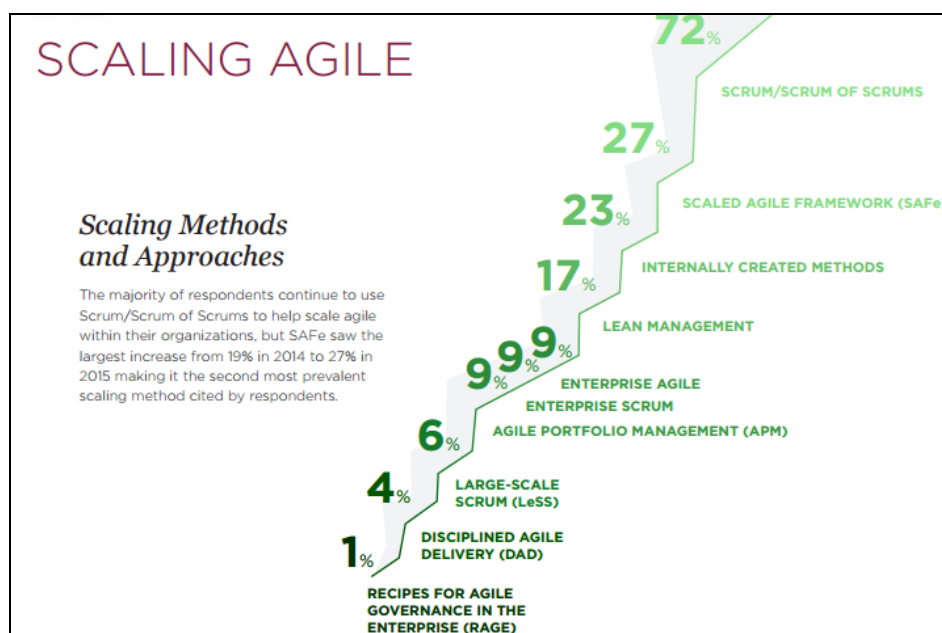 SCALING AGILE
72%
SCRUM/SCRUM OF SCRUMS
27%
SCALED AGILE FRAMEWORK (SAFe
23%
INTERNALLY CREATED METHODS
17%
LEAN MANAGEMENT
9%
9%
9%
ENTERPRISE AGILE
ENTERPRISE SCRUM
AGILE PORTFOLIO MANAGEMENT (APM)
6%
LARGE-SCALE
SCRUM (LeSS)
4%
DISCIPLINED AGILE
DELIVERY (DAD)
1%
RECIPES FOR AGILE
GOVERNANCE IN THE
ENTERPRISE (RAGE)
Scaling Methods
and Approaches
The majority of respondents continue to use
Scrum/Scrum of Scrums to help scale agile
within their organizations, but SAFe saw the
largest increase from 19% in 2014 to 27% in
2015 making it the second most prevalent
scaling method cited by respondents.